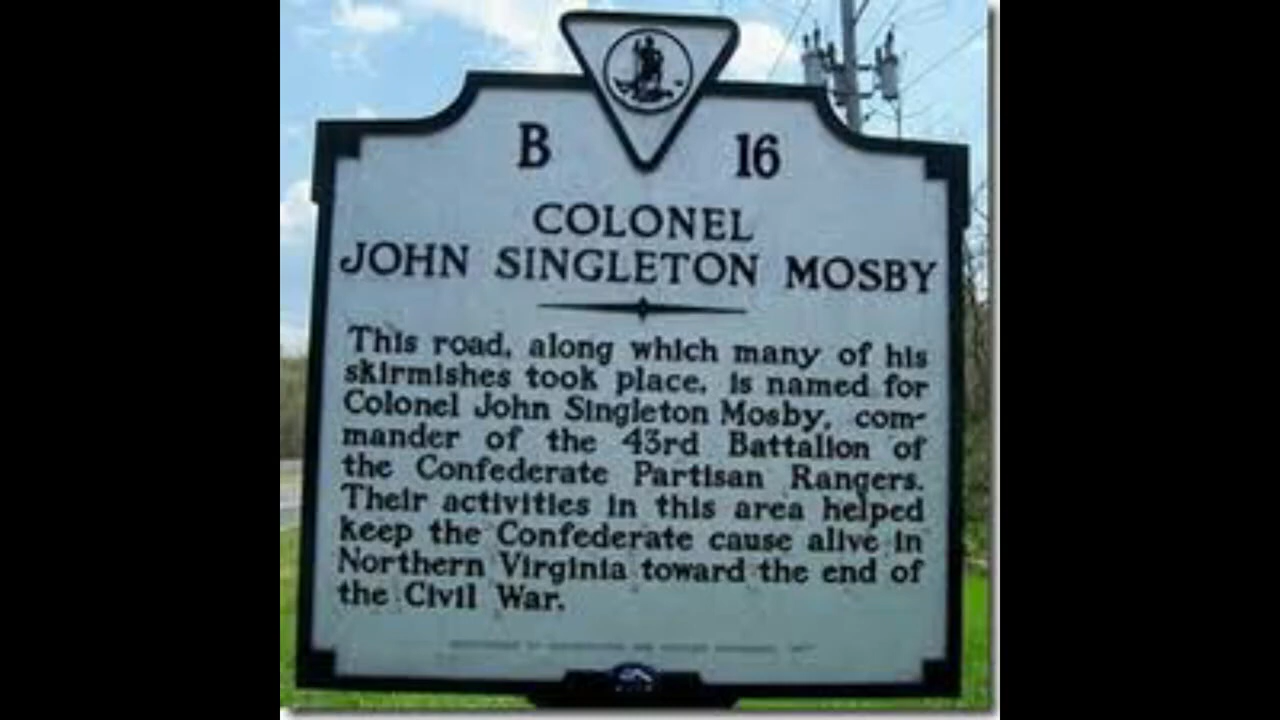 B 16
COLONEL
JOHN SINGLETON MOSBY
This road, along which many of his
skirmishes took place, is named for
Colonel John Singleton Mosby, com-
mander of the 43rd Battalion of
the Confederate Partisan Rangers.
Their activities in this area helped
keep the Confederate cause alive in
Northern Virginia toward the end of
the Civil War.